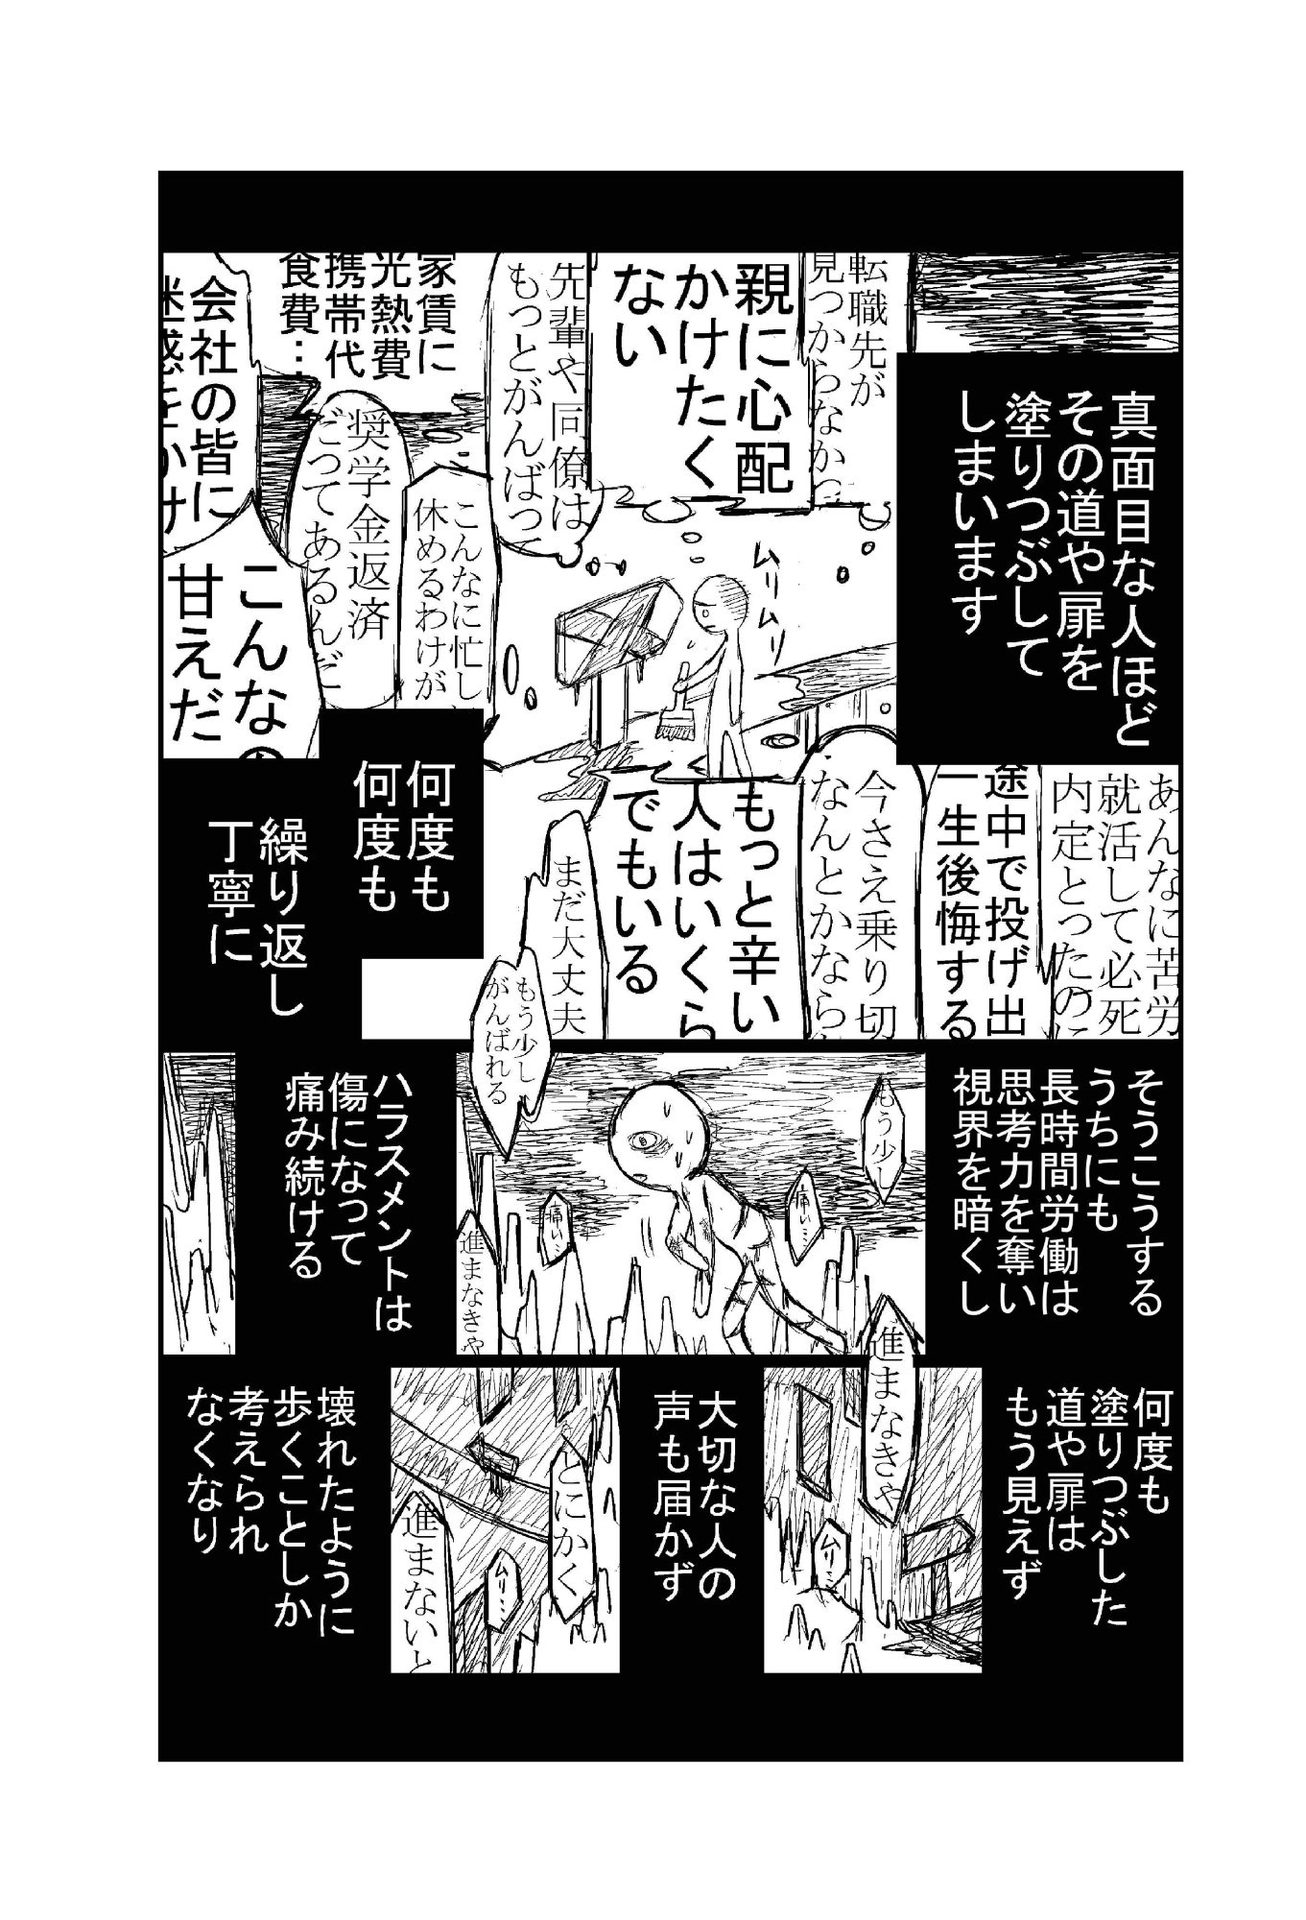 真面目な人ほど
その道や扉を
塗りつぶして
しまいます
転職先が
見つからなかっ
親に心配
かけたく
ない
先輩や同僚は
もっとがんばっ
家賃に
光熱費
携帯代
食費…
会社の皆に
迷惑をかけ
奨学金返済
だってあるんだ
こんなに忙し
休めるわけが
こんなの
甘えだ
ムリムリ
あんなに苦労
就活して必死
内定とったのに
途中で投げ出
一生後悔する
今さえ乗り切
なんとかなら
もっと辛い
人はいくら
でもいる
まだ大丈夫
もう少し
がんばれる
何度も
何度も
繰り返し
丁寧に
そうこうする
うちにも
長時間労働は
思考力を奪い
視界を暗くし
もう少し
痛い…
痛い…
進まなきゃ
ハラスメントは
傷になって
痛み続ける
何度も
塗りつぶした
道や扉は
もう見えず
進まなきゃ
ムリ…
大切な人の
声も届かず
とにかく
ムリ…
進まないと
壊れたように
歩くことしか
考えられ
なくなり